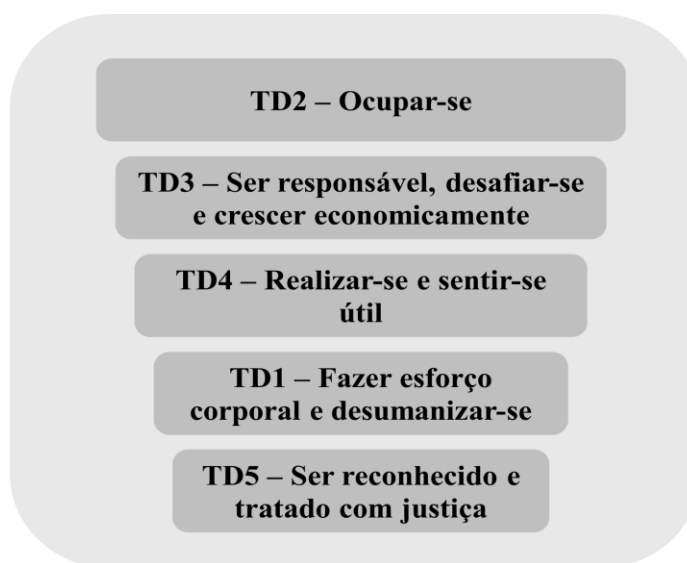 TD2 – Ocupar-se
TD3 – Ser responsável, desafiar-se
e crescer economicamente
TD4 – Realizar-se e sentir-se
útil
TD1 – Fazer esforço
corporal e desumanizar-se
TD5 – Ser reconhecido e
tratado com justiça